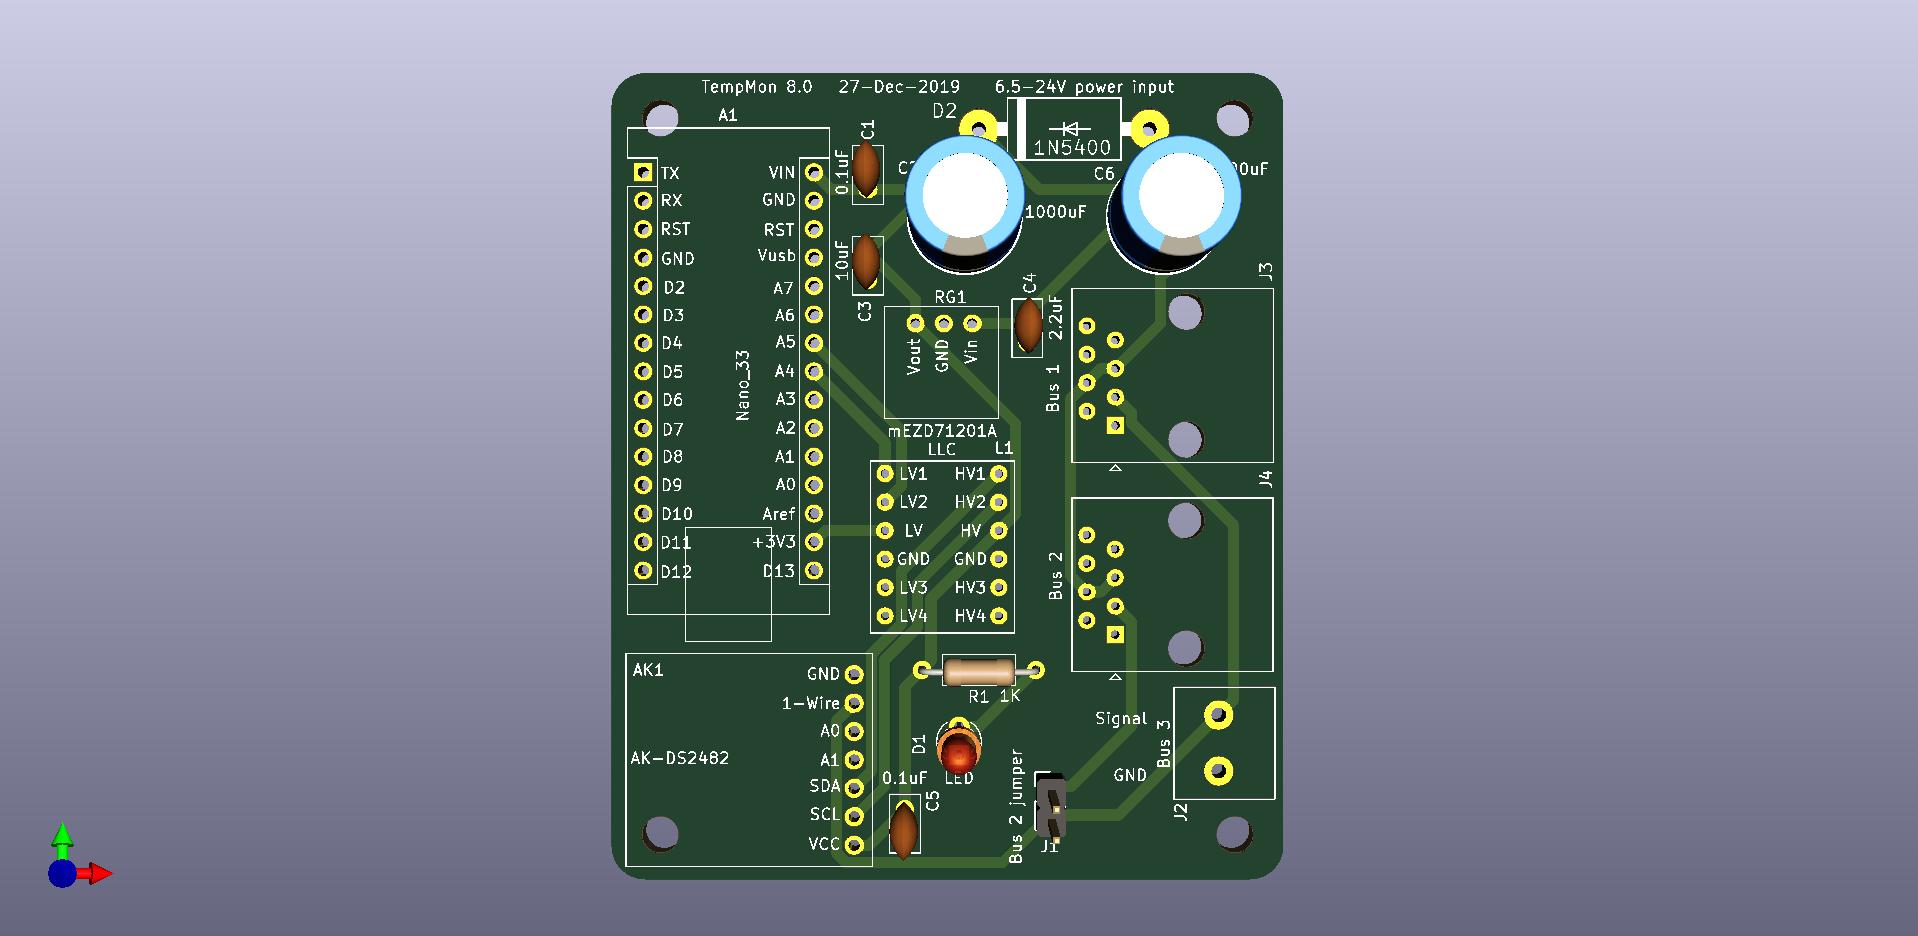 TempMon 8.0 27-Dec-2019 6.5-24V power input
A1
D2
1N5400
C1
0.1uF
C6
1000uF
TX VIN
RX GND
RST RST
GND Vusb
D2 A7
D3 A6
D4 A5
D5 A4
D6 A3
D7 A2
D8 A1
D9 A0
D10 Aref
D11 +3V3
D12 D13
Nano_33
10uF
C3
RG1
Vout
GND
Vin
mEZD71201A
C4
2.2uF
J3
Bus 1
LLC L1
LV1 HV1
LV2 HV2
LV HV
GND GND
LV3 HV3
LV4 HV4
J4
Bus 2
AK1
AK-DS2482
GND
1-Wire
A0
A1
SDA
SCL
VCC
R1 1K
D1
LED
0.1uF
C5
Bus 2 jumper
J1
Signal
GND
Bus 3
J2